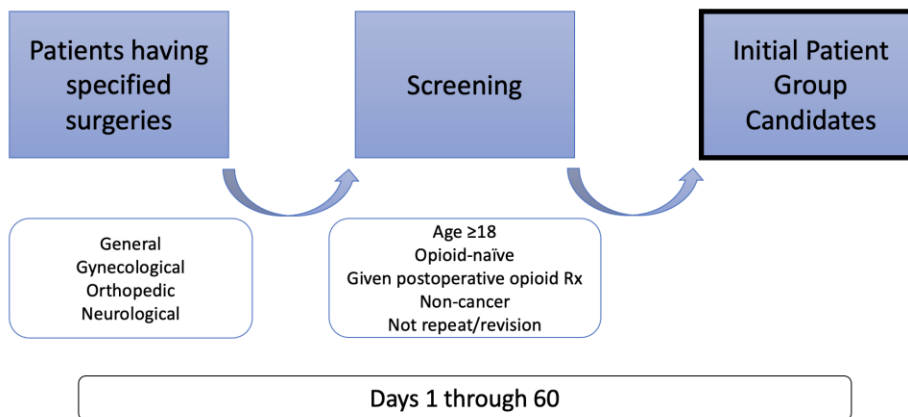 Patients having
specified
surgeries
Screening
Initial Patient
Group
Candidates
General
Gynecological
Orthopedic
Neurological
Age ≥18
Opioid-naïve
Given postoperative opioid Rx
Non-cancer
Not repeat/revision
Days 1 through 60